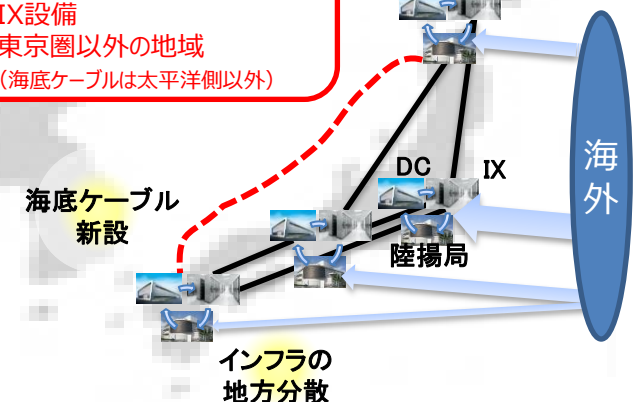 IX設備
東京圏以外の地域
（海底ケーブルは太平洋側以外）
海外
DC
IX
海底ケーブル
新設
陸揚局
インフラの
地方分散